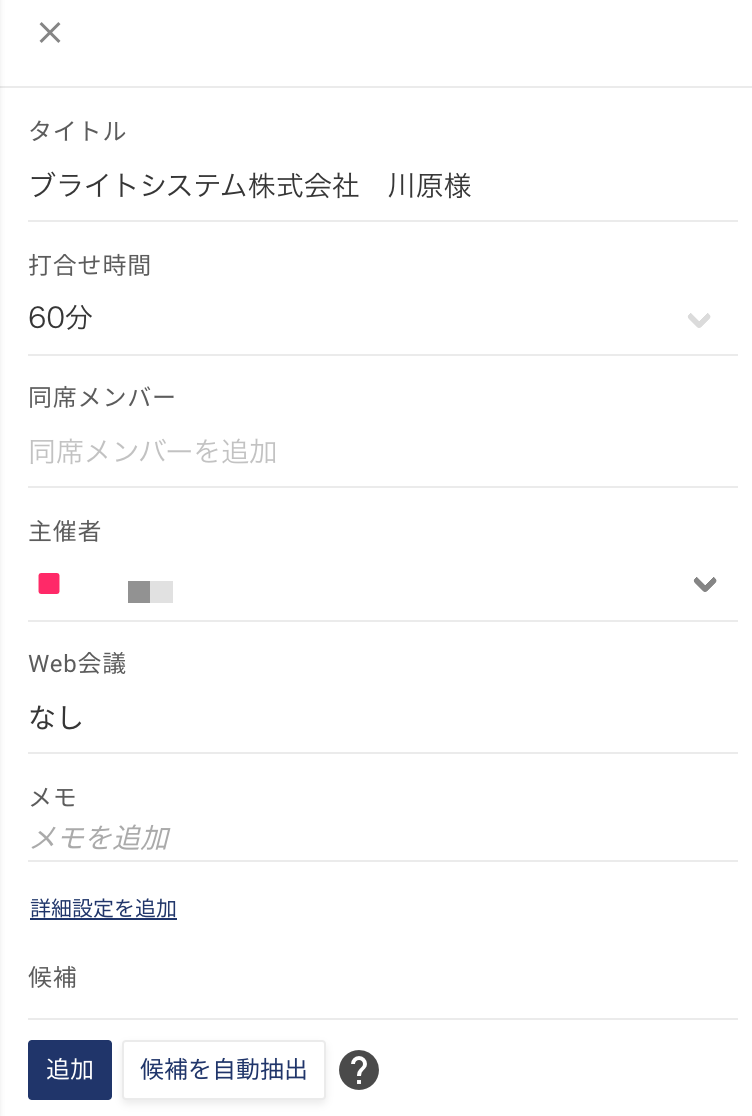 タイトル
ブライトシステム株式会社　川原様
打合せ時間
60分
同席メンバー
同席メンバーを追加
主催者
Web会議
なし
メモ
メモを追加
詳細設定を追加
候補
追加 候補を自動抽出 ?